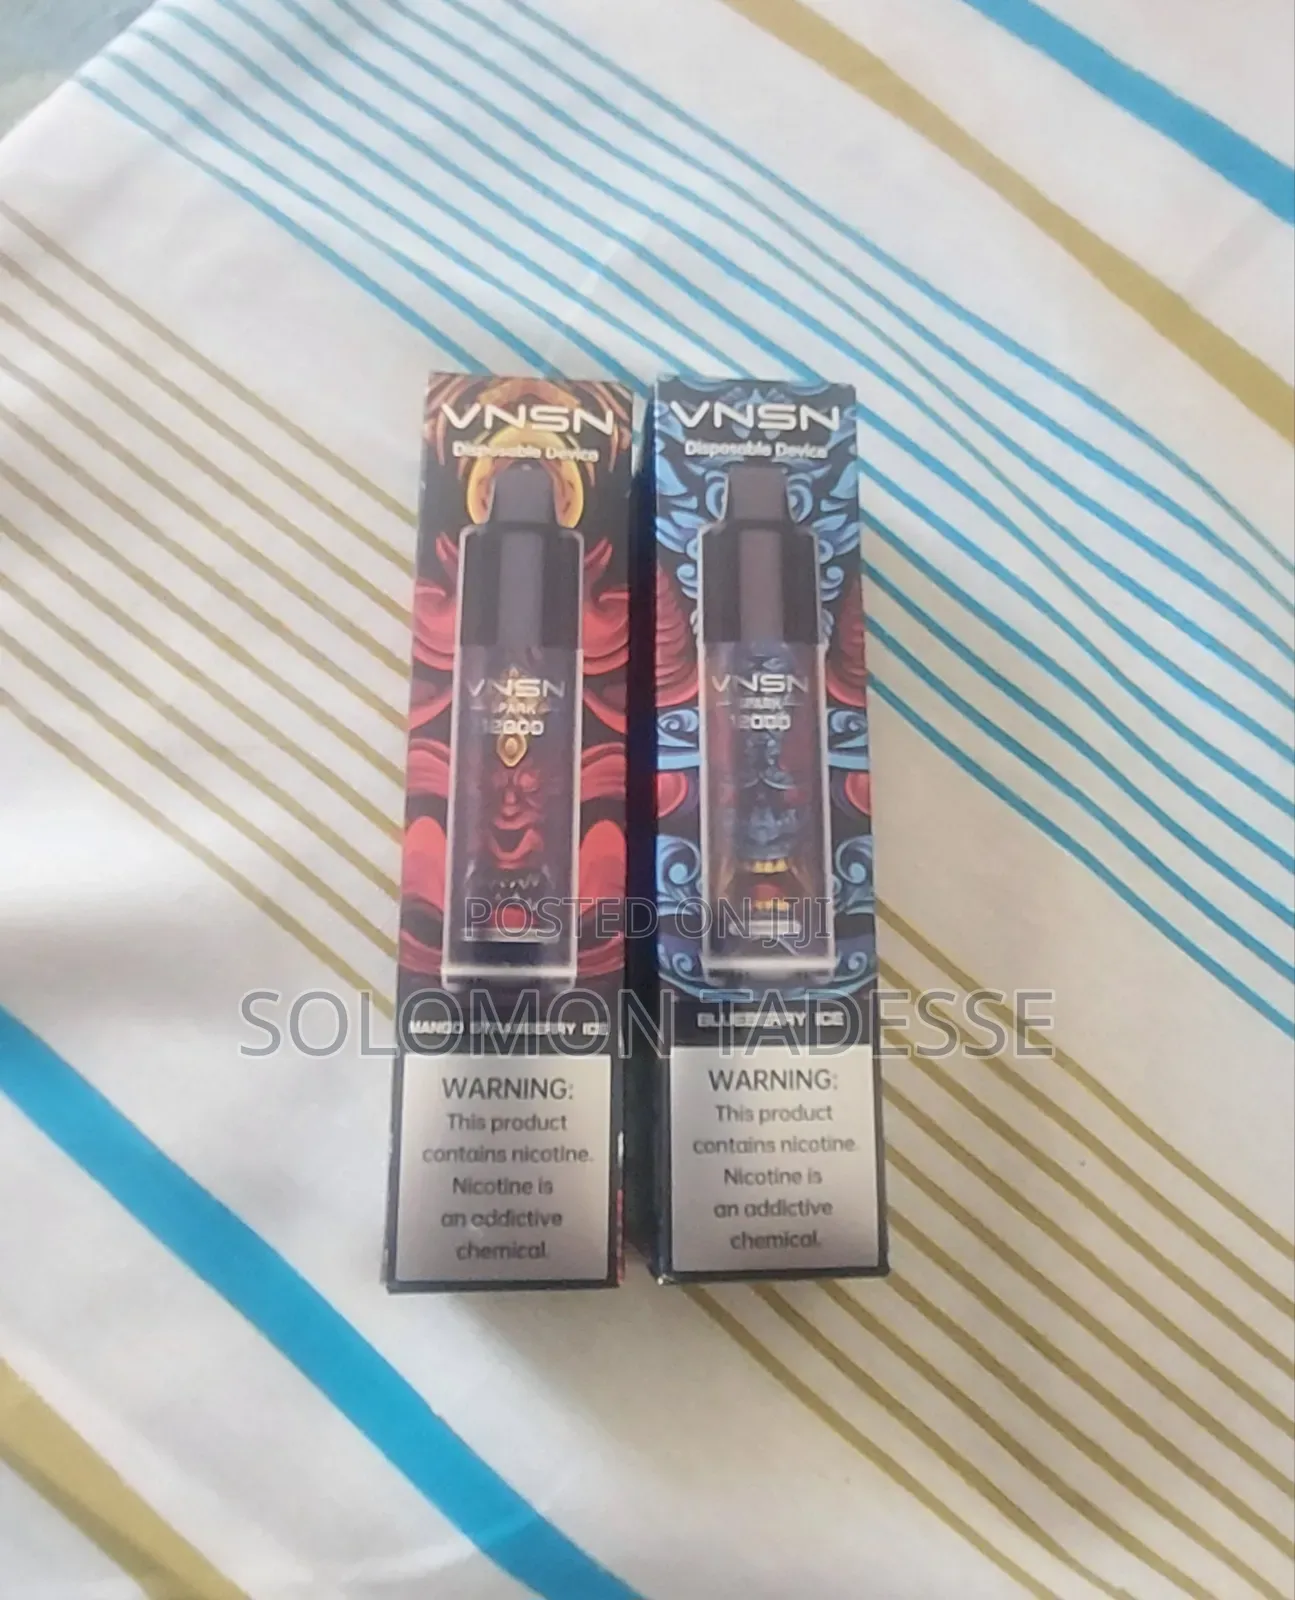 VNSN
Disposable Device
VNSN
SPARK
12000
MANGO STRAWBERRY ICE
WARNING:
This product
contains nicotine.
Nicotine is
an addictive
chemical.
VNSN
Disposable Device
VNSN
SPARK
12000
BLUEBERRY ICE
WARNING:
This product
contains nicotine.
Nicotine is
an addictive
chemical.
POSTED ON JIJI
SOLOMON TADESSE